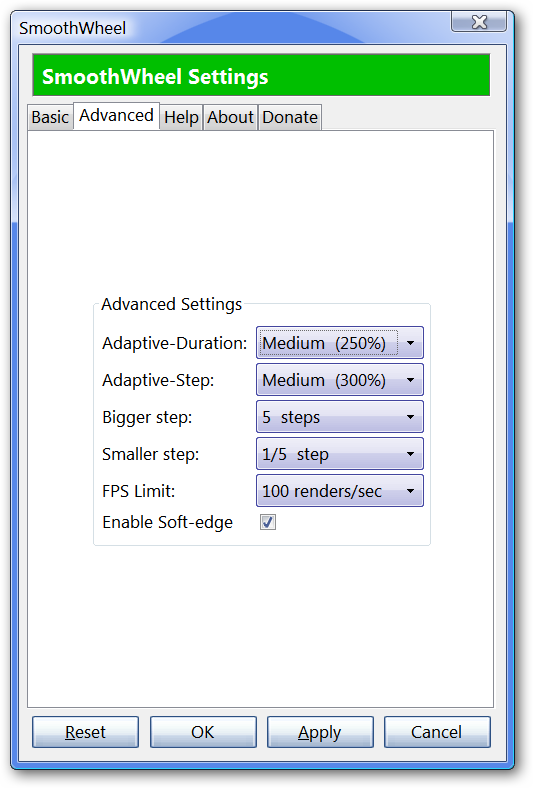 SmoothWheel
SmoothWheel Settings
Basic Advanced Help About Donate
Advanced Settings
Adaptive-Duration: Medium (250%)
Adaptive-Step: Medium (300%)
Bigger step: 5 steps
Smaller step: 1/5 step
FPS Limit: 100 renders/sec
Enable Soft-edge
Reset OK Apply Cancel